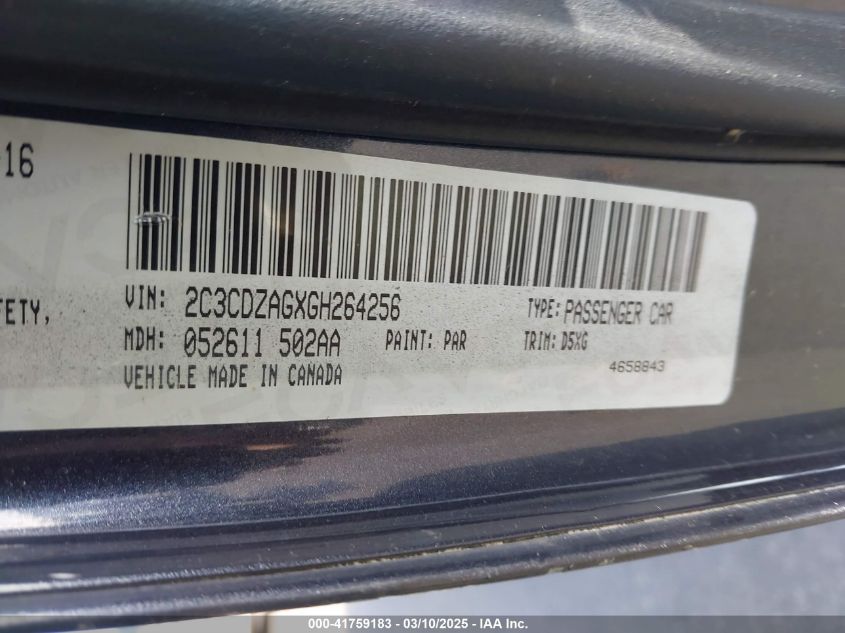 -16
FETY,
VIN: 2C3CDZAGXGH264256 TYPE: PASSENGER CAR
MDH: 052611 502AA PAINT: PAR TRIM: D5XG
VEHICLE MADE IN CANADA 4658843
000-41759183 - 03/10/2025 - IAA Inc.